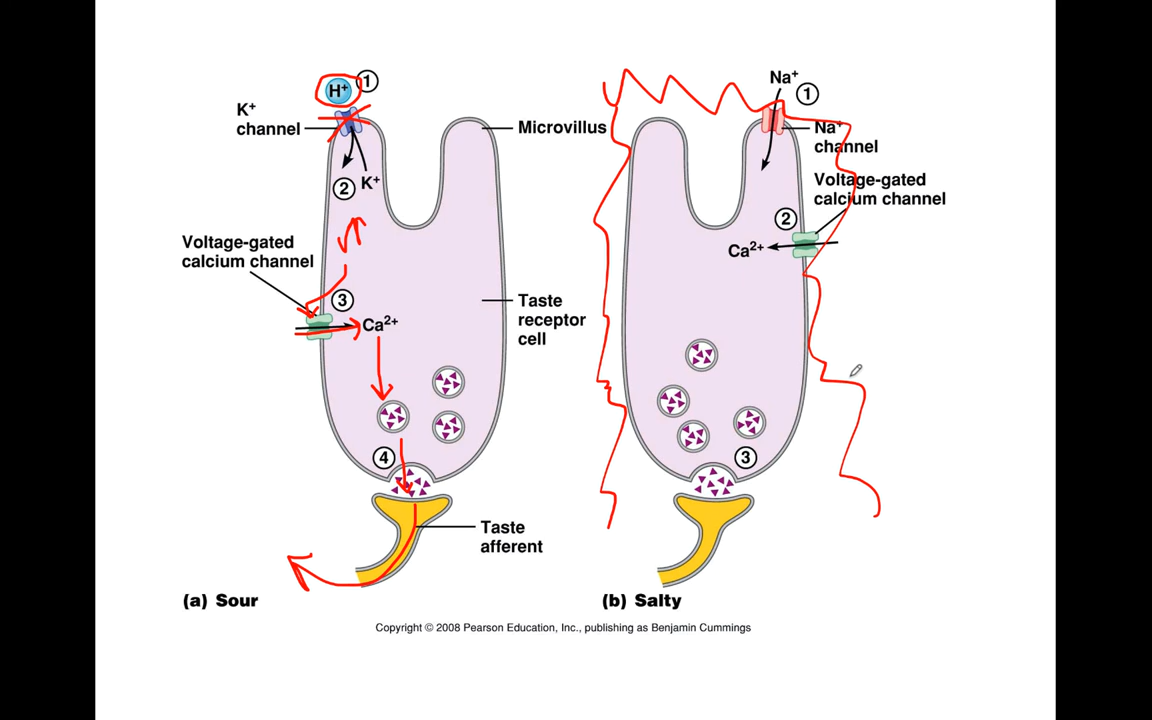 H+
1
K+
channel
2
K+
Microvillus
Voltage-gated
calcium channel
3
Ca2+
Taste
receptor
cell
4
Taste
afferent
(a) Sour
Na+
1
Na+
channel
Voltage-gated
calcium channel
2
Ca2+
3
(b) Salty
Copyright © 2008 Pearson Education, Inc., publishing as Benjamin Cummings